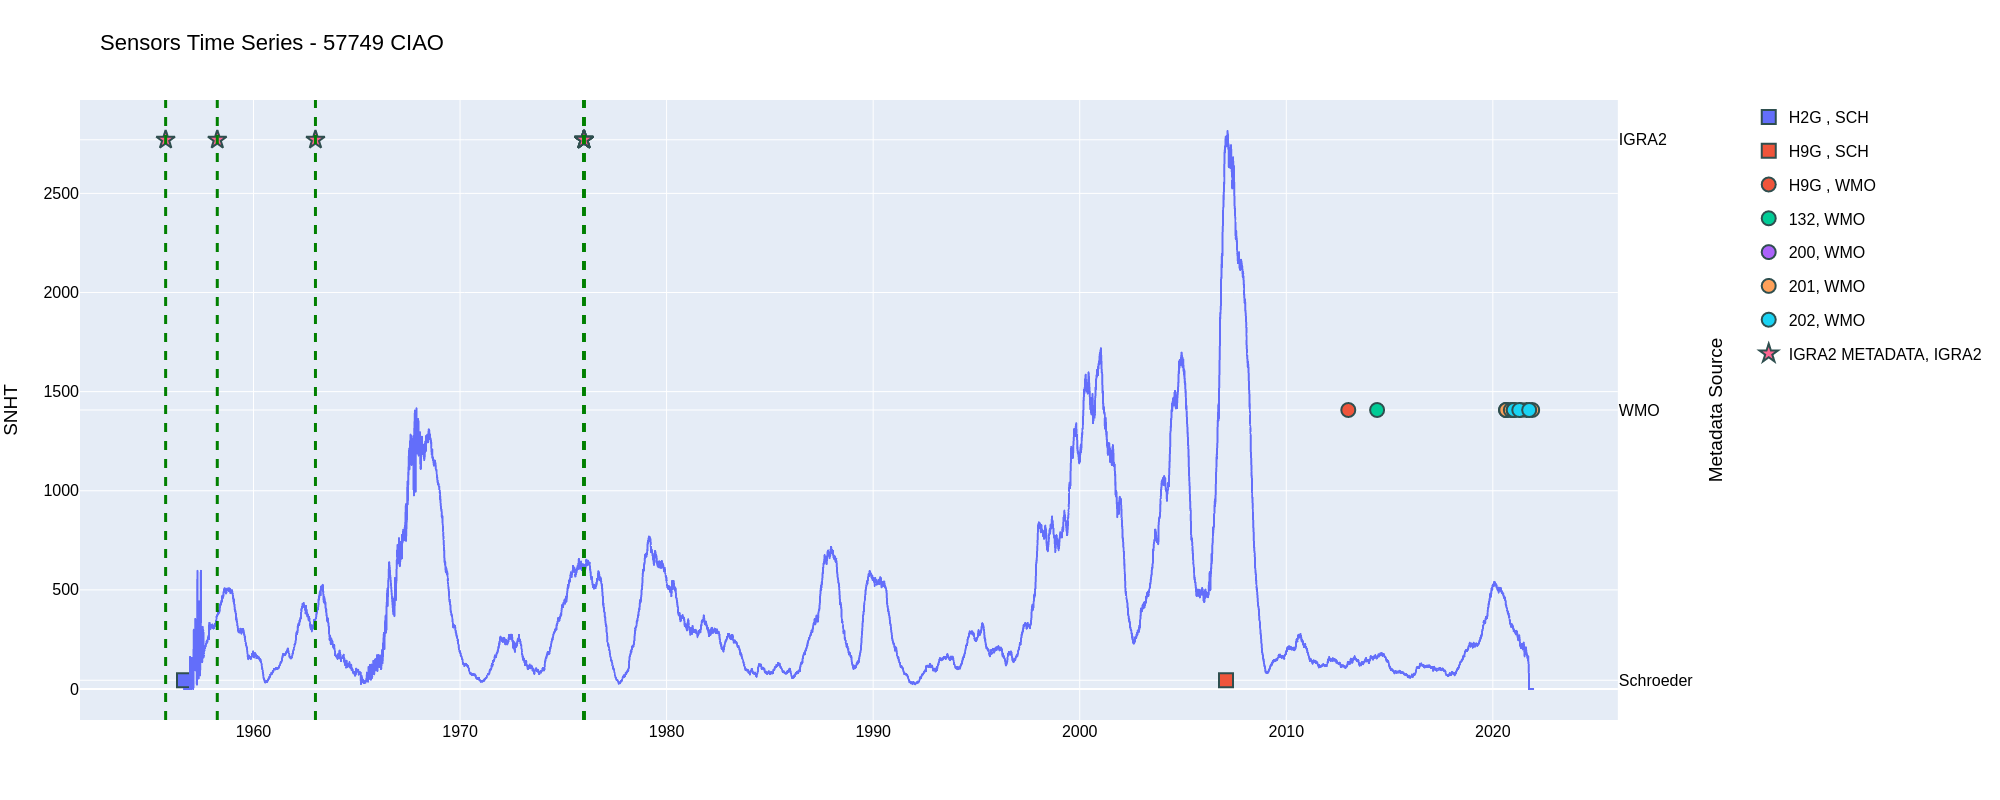 Sensors Time Series - 57749 CIAO
SNHT
2500
2000
1500
1000
500
0
1960
1970
1980
1990
2000
2010
2020
IGRA2
WMO
Schroeder
Metadata Source
H2G , SCH
H9G , SCH
H9G , WMO
132, WMO
200, WMO
201, WMO
202, WMO
IGRA2 METADATA, IGRA2